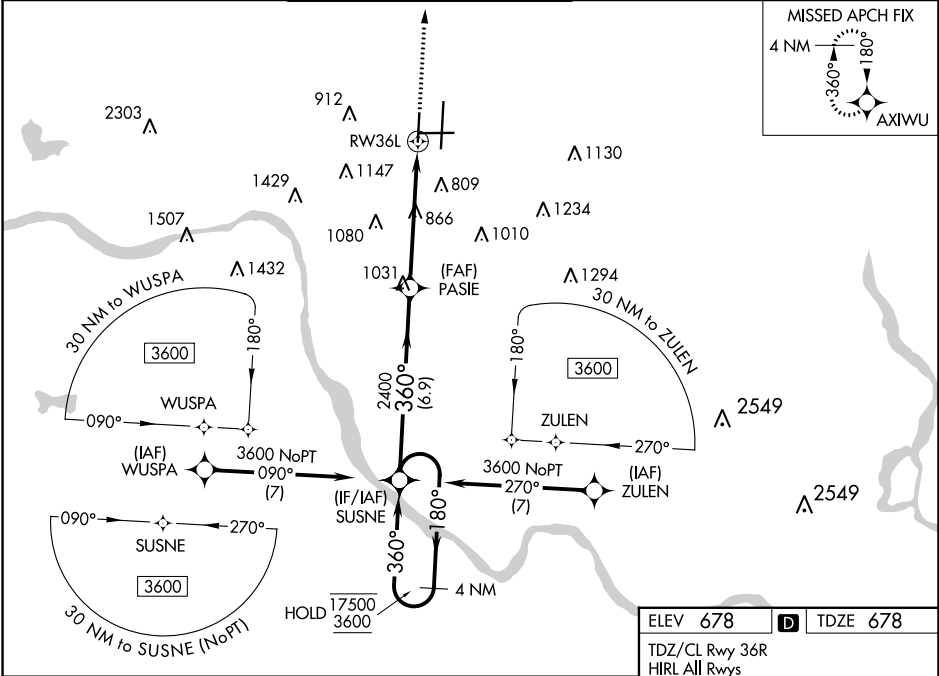 MISSED APCH FIX
4 NM
360°
180°
AXIWU
2303
912
RW36L
1147
1130
1429
809
1507
1080
866
1234
1010
1432
1031
(FAF)
PASIE
1294
30 NM to WUSPA
180°
3600
090°
WUSPA
30 NM to ZULEN
180°
3600
ZULEN
270°
2400
360°
(6.9)
2549
(IAF)
WUSPA
3600 NoPT
090°
(7)
(IF/IAF)
SUSNE
3600 NoPT
270°
(7)
(IAF)
ZULEN
2549
090°
270°
SUSNE
3600
30 NM to SUSNE (NoPT)
360°
180°
4 NM
HOLD
17500
3600
ELEV 678
D
TDZE 678
TDZ/CL Rwy 36R
HIRL All Rwys